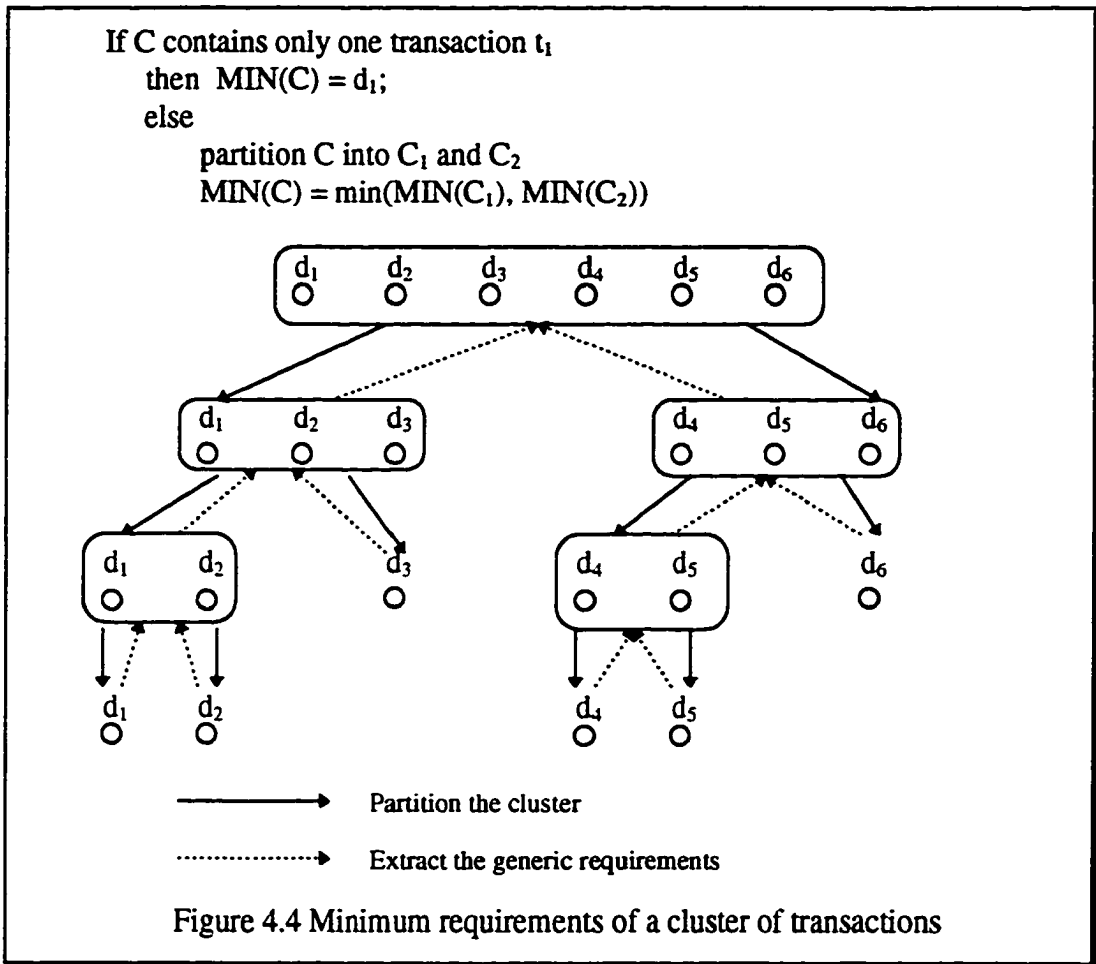 If C contains only one transaction t₁
then MIN(C) = d₁;
else
partition C into C₁ and C₂
MIN(C) = min(MIN(C₁), MIN(C₂))
d₁ d₂ d₃ d₄ d₅ d₆
d₁ d₂ d₃ d₄ d₅ d₆
d₁ d₂ d₃ d₄ d₅ d₆
d₁ d₂ d₄ d₅
Partition the cluster
Extract the generic requirements
Figure 4.4 Minimum requirements of a cluster of transactions